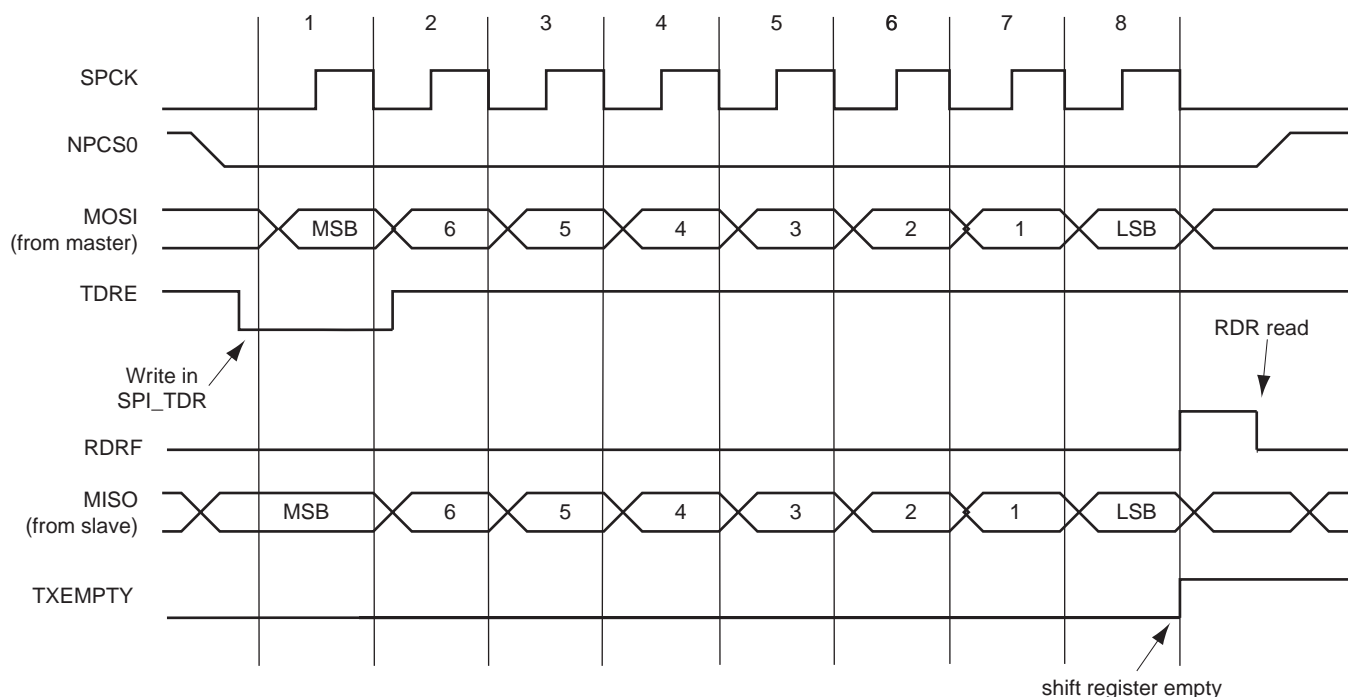 1 2 3 4 5 6 7 8
SPCK
NPCS0
MOSI
(from master)
MSB 6 5 4 3 2 1 LSB
TDRE
RDR read
Write in
SPI_TDR
RDRF
MISO
(from slave)
MSB 6 5 4 3 2 1 LSB
TXEMPTY
shift register empty